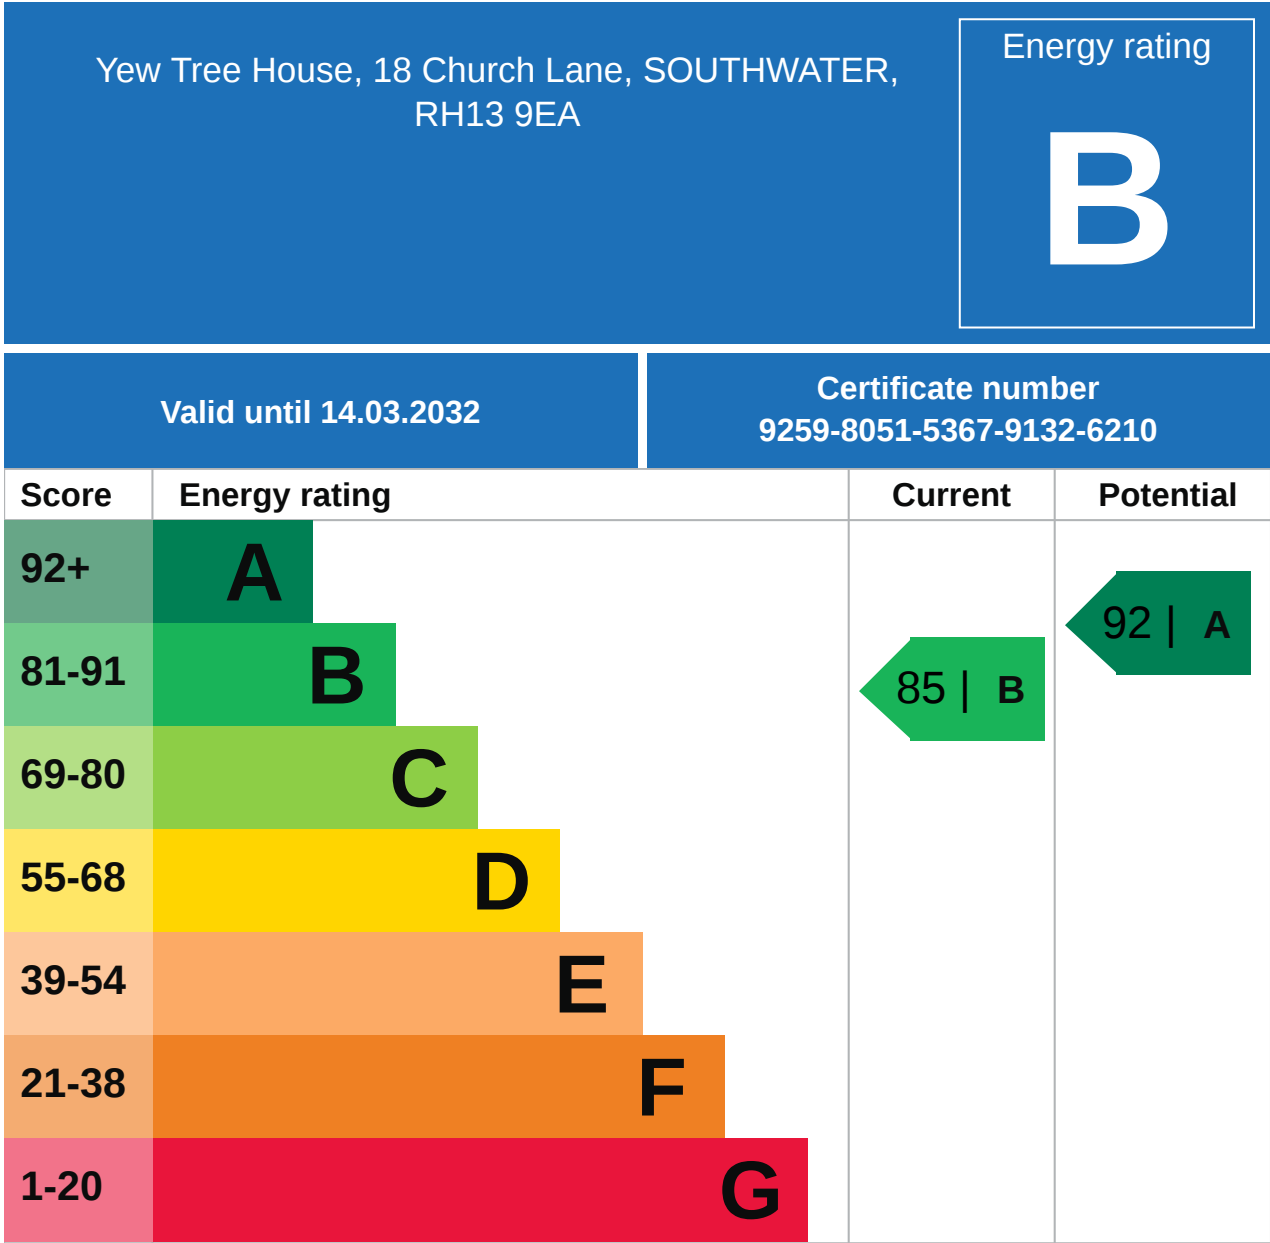 Yew Tree House, 18 Church Lane, SOUTHWATER,
RH13 9EA
Energy rating
B
Valid until 14.03.2032
Certificate number
9259-8051-5367-9132-6210
Score Energy rating Current Potential
92+ A
92 | A
81-91 B
85 | B
69-80 C
55-68 D
39-54 E
21-38 F
1-20 G